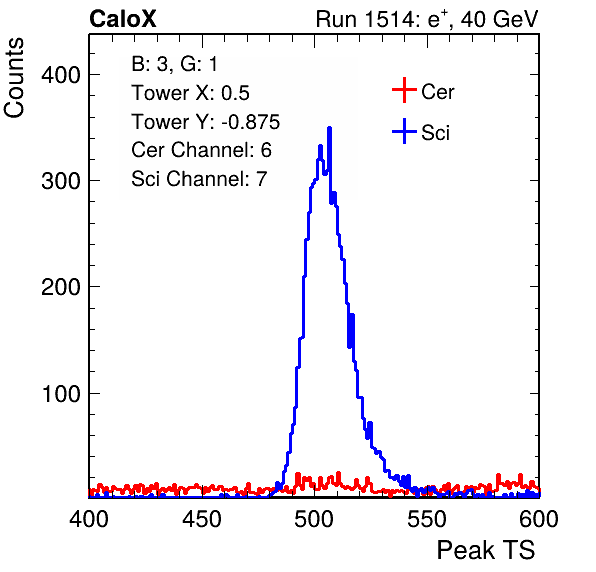 CaloX Run 1514: e+, 40 GeV
Counts
B: 3, G: 1
Tower X: 0.5
Tower Y: -0.875
Cer Channel: 6
Sci Channel: 7
Cer
Sci
400
300
200
100
400 450 500 550 600
Peak TS